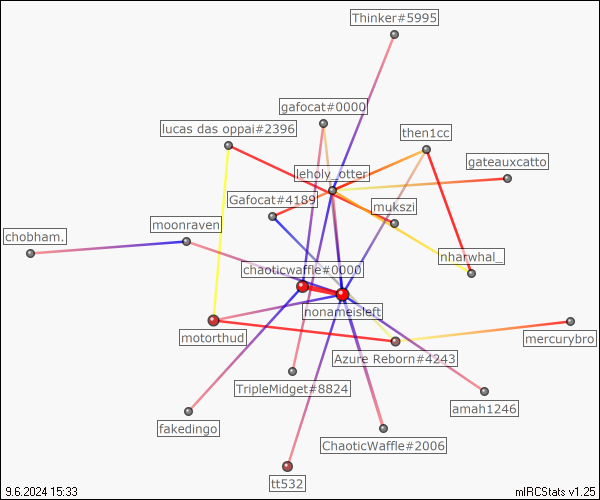 Thinker#5995
gafocat#0000
lucas das oppai#2396
then1cc
gateauxcatto
leholy_otter
Gafocat#4189
mukszi
moonraven
chobham.
nharwhal_
chaoticwaffle#0000
nonameisleft
motorthud
mercurybro
Azure Reborn#4243
TripleMidget#8824
amah1246
fakedingo
ChaoticWaffle#2006
tt532
9.6.2024 15:33
mIRCStats v1.25